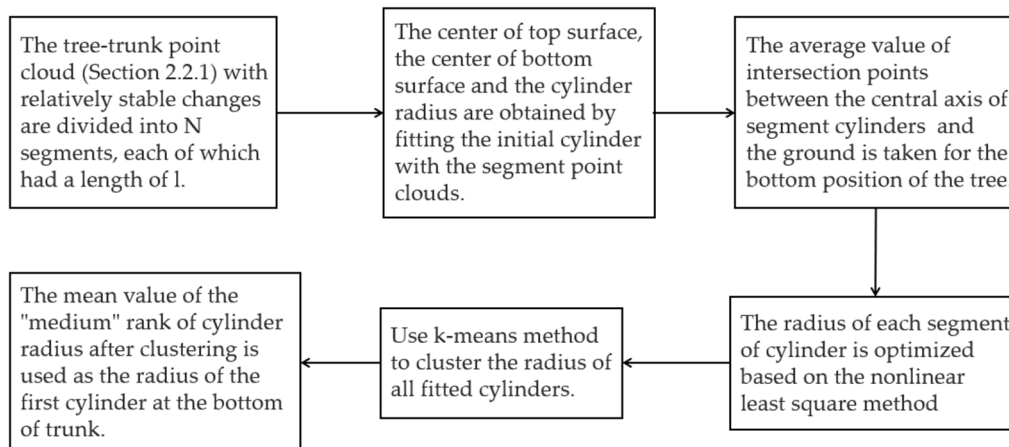 The tree-trunk point
cloud (Section 2.2.1) with
relatively stable changes
are divided into N
segments, each of which
had a length of l.
The center of top surface,
the center of bottom
surface and the cylinder
radius are obtained by
fitting the initial cylinder
with the segment point
clouds.
The average value of
intersection points
between the central axis of
segment cylinders and
the ground is taken for the
bottom position of the tree.
The radius of each segment
of cylinder is optimized
based on the nonlinear
least square method
Use k-means method
to cluster the radius of
all fitted cylinders.
The mean value of the
"medium" rank of cylinder
radius after clustering is
used as the radius of the
first cylinder at the bottom
of trunk.